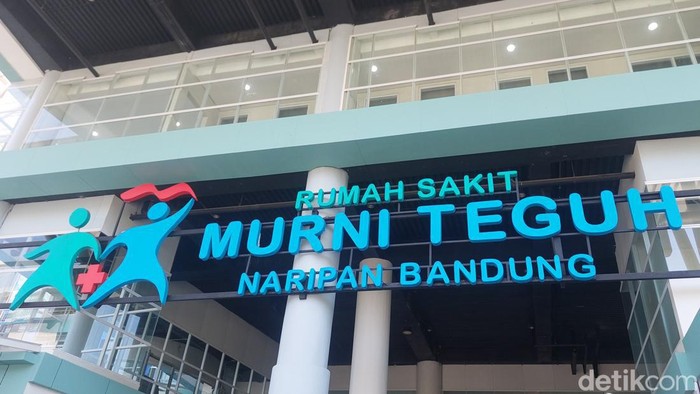 RUMAH SAKIT
MURNI TEGUH
NARIPAN BANDUNG
detikcom